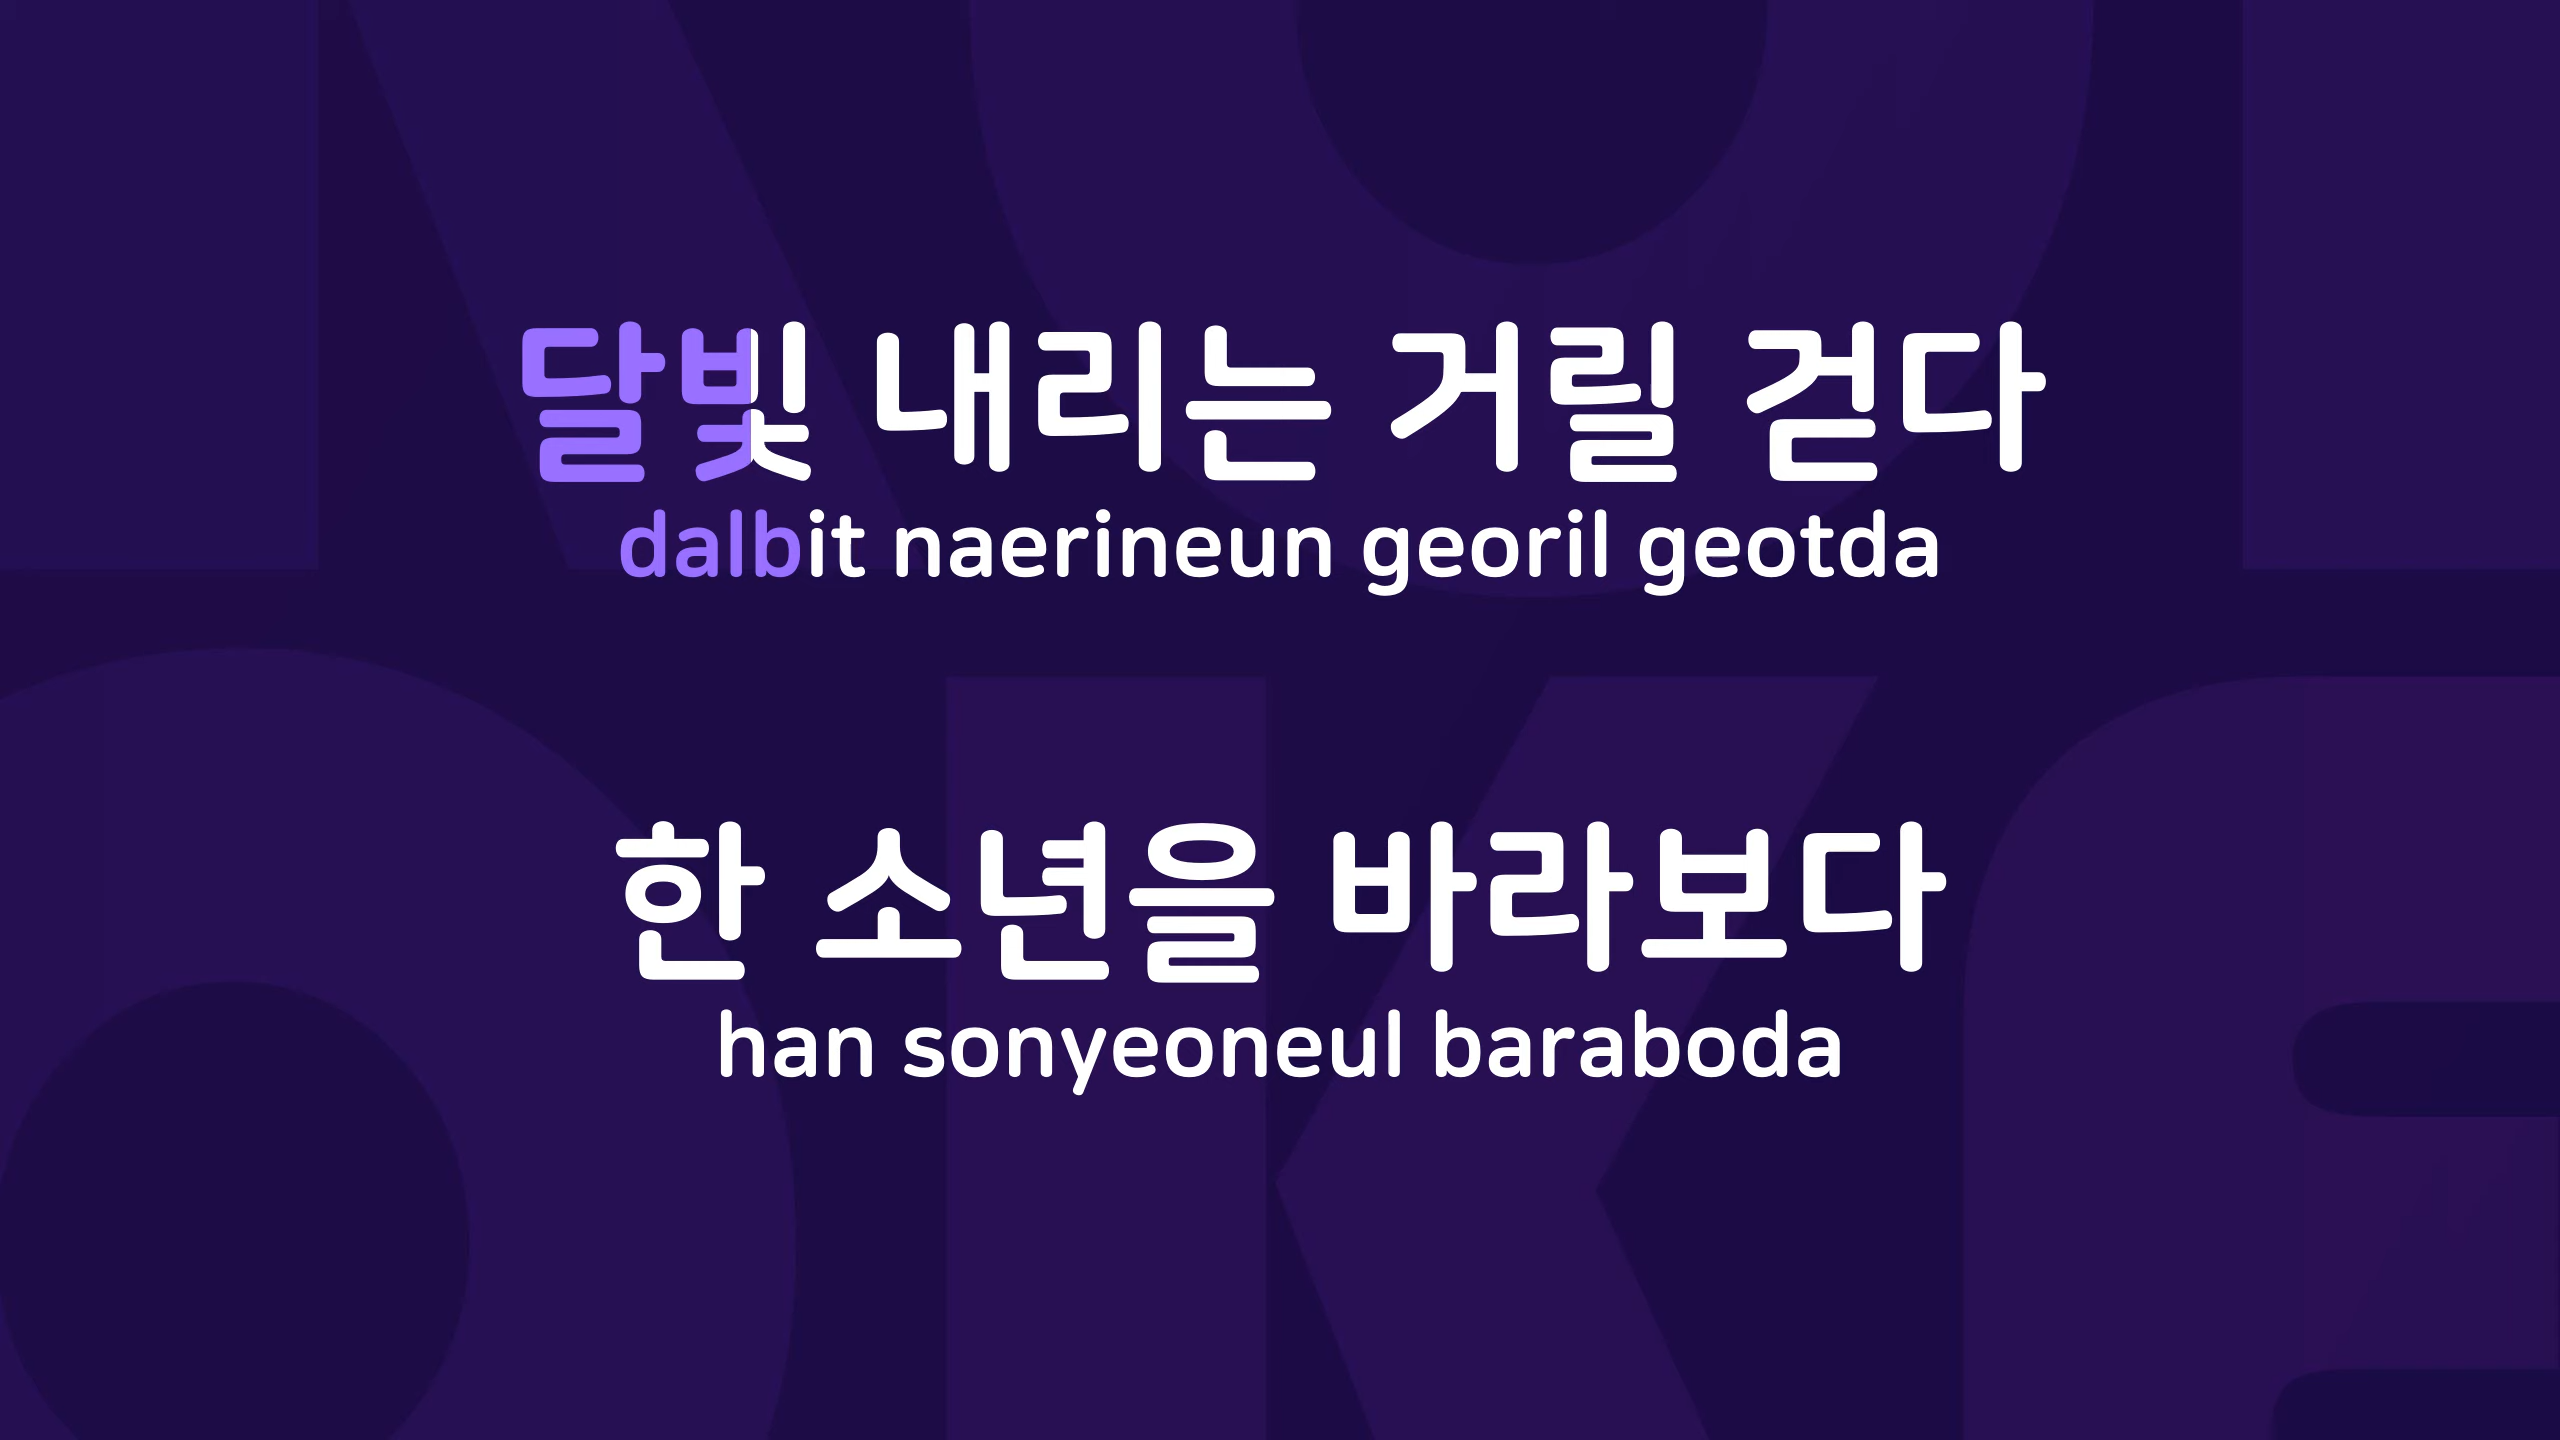 달빛 내리는 거릴 걷다
dalbit naerineun georil geotda
한 소년을 바라보다
han sonyeoneul baraboda